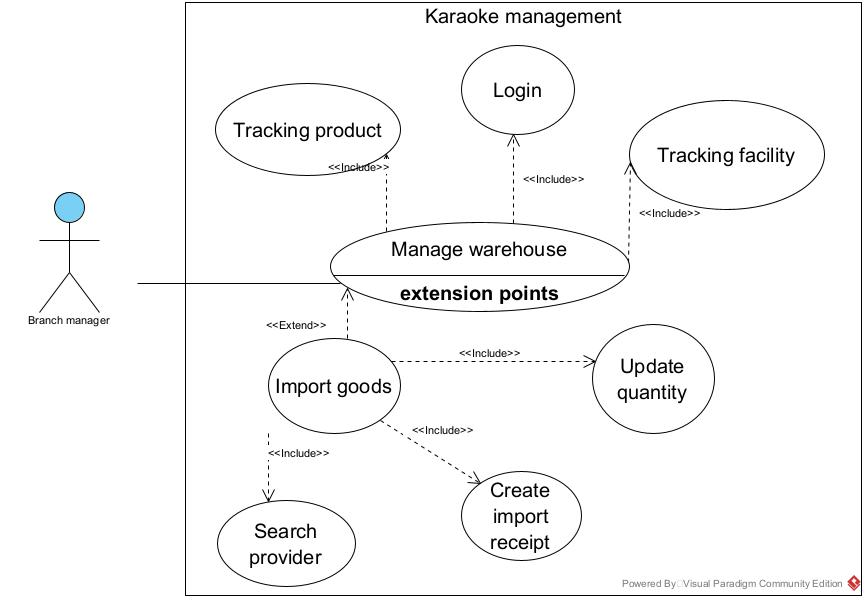 Karaoke management
Login
Tracking product
Tracking facility
<<Include>>
<<Include>>
<<Include>>
Manage warehouse
extension points
Branch manager
<<Extend>>
<<Include>>
Import goods
Update
quantity
<<Include>>
<<Include>>
Search
provider
Create
import
receipt
Powered By Visual Paradigm Community Edition